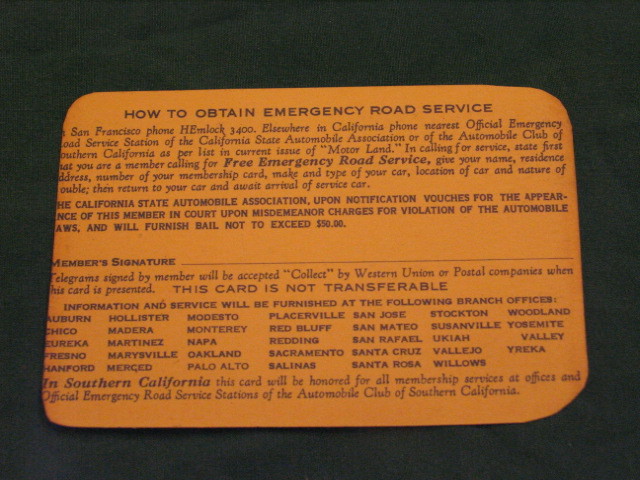 HOW TO OBTAIN EMERGENCY ROAD SERVICE
San Francisco phone HEmlock 3400. Elsewhere in California phone nearest Official Emergency
oad Service Station of the California State Automobile Association or of the Automobile Club of
outhern California as per list in current issue of "Motor Land." In calling for service, state first
at you are a member calling for Free Emergency Road Service, give your name, residence
ddress, number of your membership card, make and type of your car, location of car and nature of
ouble; then return to your car and await arrival of service car.
HE CALIFORNIA STATE AUTOMOBILE ASSOCIATION, UPON NOTIFICATION VOUCHES FOR THE APPEAR-
NCE OF THIS MEMBER IN COURT UPON MISDEMEANOR CHARGES FOR VIOLATION OF THE AUTOMOBILE
AWS, AND WILL FURNISH BAIL NOT TO EXCEED $50.00.
MEMBER'S SIGNATURE
Telegrams signed by member will be accepted "Collect" by Western Union or Postal companies when
his card is presented. THIS CARD IS NOT TRANSFERABLE
INFORMATION AND SERVICE WILL BE FURNISHED AT THE FOLLOWING BRANCH OFFICES:
AUBURN HOLLISTER MODESTO PLACERVILLE SAN JOSE STOCKTON WOODLAND
CHICO MADERA MONTEREY RED BLUFF SAN MATEO SUSANVILLE YOSEMITE
EUREKA MARTINEZ NAPA REDDING SAN RAFAEL UKIAH VALLEY
FRESNO MARYSVILLE OAKLAND SACRAMENTO SANTA CRUZ VALLEJO YREKA
HANFORD MERCED PALO ALTO SALINAS SANTA ROSA WILLOWS
In Southern California this card will be honored for all membership services at offices and
Official Emergency Road Service Stations of the Automobile Club of Southern California.